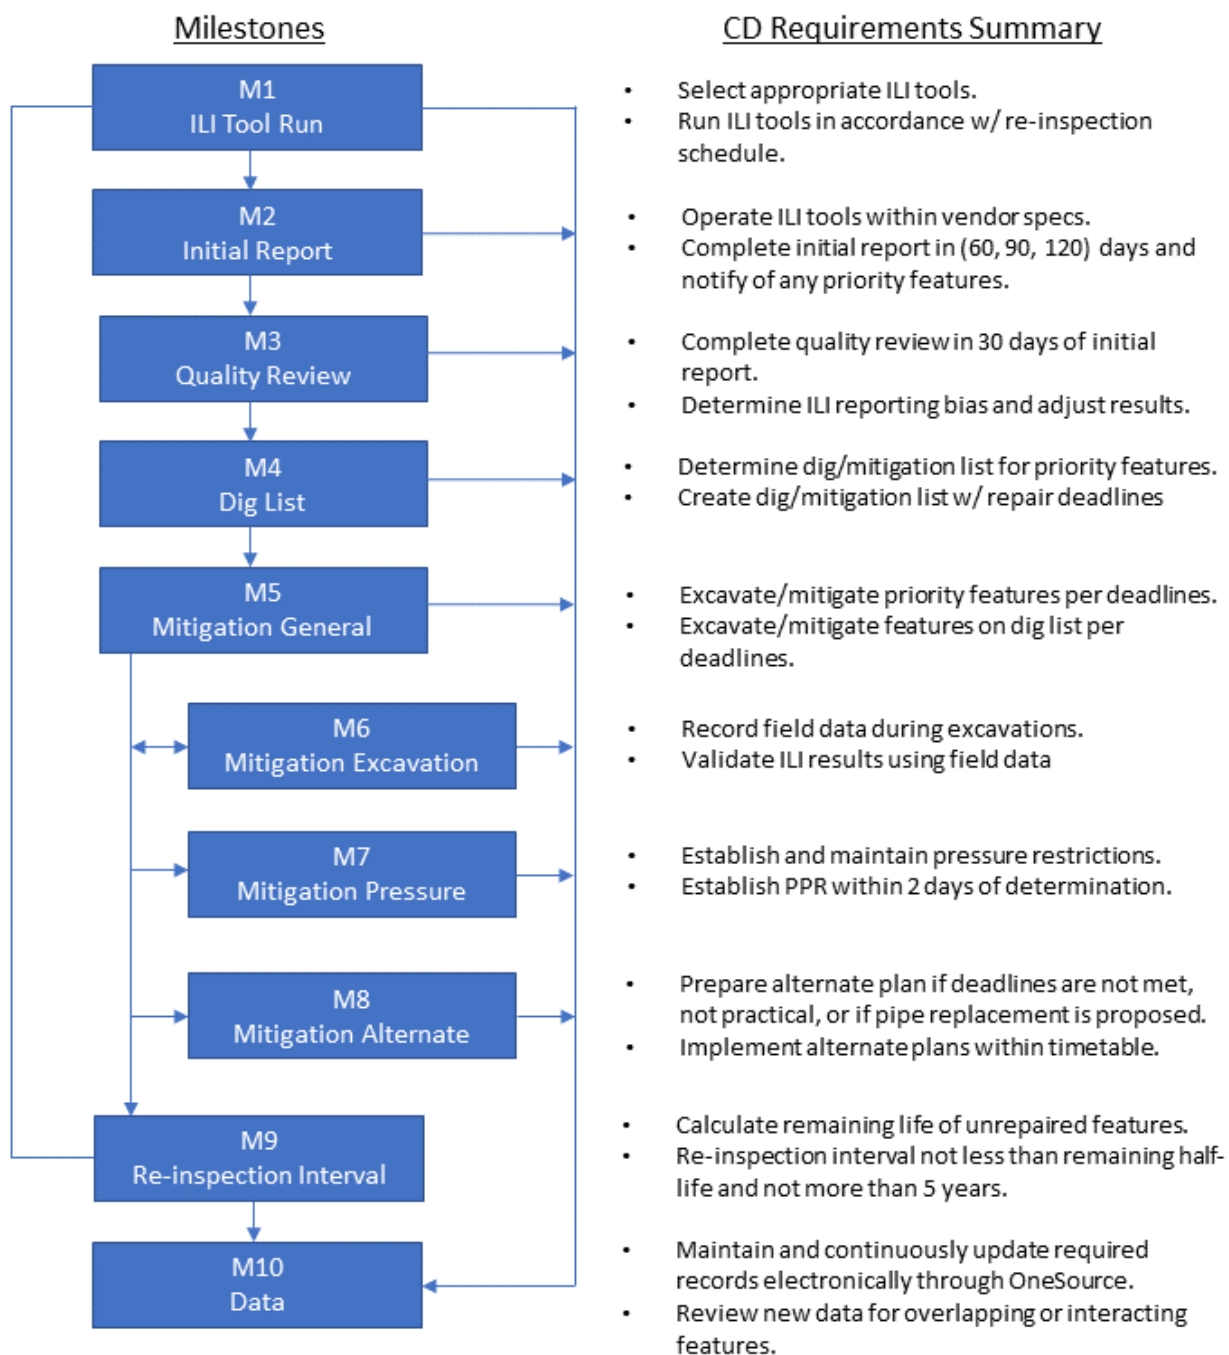 Milestones
CD Requirements Summary
M1
ILI Tool Run
• Select appropriate ILI tools.
• Run ILI tools in accordance w/ re-inspection
schedule.
M2
Initial Report
• Operate ILI tools within vendor specs.
• Complete initial report in (60, 90, 120) days and
notify of any priority features.
M3
Quality Review
• Complete quality review in 30 days of initial
report.
• Determine ILI reporting bias and adjust results.
M4
Dig List
• Determine dig/mitigation list for priority features.
• Create dig/mitigation list w/ repair deadlines
M5
Mitigation General
• Excavate/mitigate priority features per deadlines.
• Excavate/mitigate features on dig list per
deadlines.
M6
Mitigation Excavation
• Record field data during excavations.
• Validate ILI results using field data
M7
Mitigation Pressure
• Establish and maintain pressure restrictions.
• Establish PPR within 2 days of determination.
M8
Mitigation Alternate
• Prepare alternate plan if deadlines are not met,
not practical, or if pipe replacement is proposed.
• Implement alternate plans within timetable.
M9
Re-inspection Interval
• Calculate remaining life of unrepaired features.
• Re-inspection interval not less than remaining half-
life and not more than 5 years.
M10
Data
• Maintain and continuously update required
records electronically through OneSource.
• Review new data for overlapping or interacting
features.